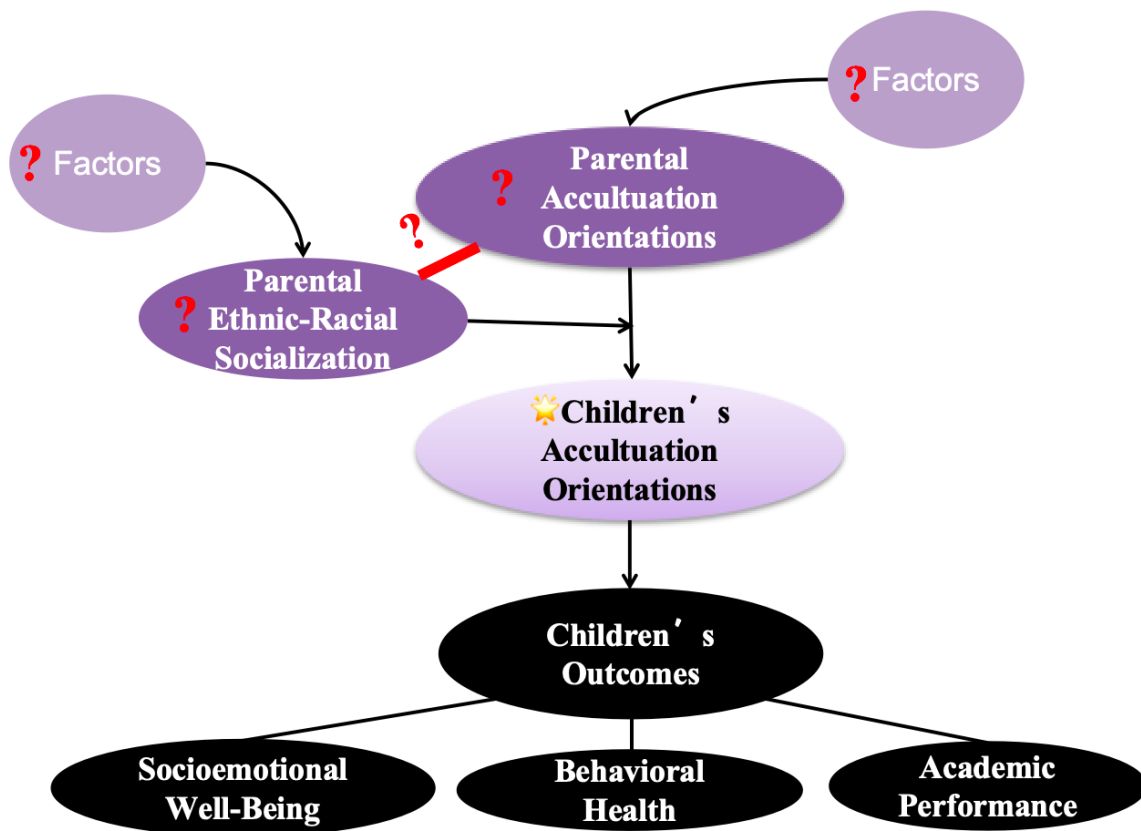 ? Factors
? Factors
Parental
? Accultuation
Orientations
?
Parental
? Ethnic-Racial
Socialization
🌟Children′s
Accultuation
Orientations
Children′s
Outcomes
Socioemotional
Well-Being
Behavioral
Health
Academic
Performance